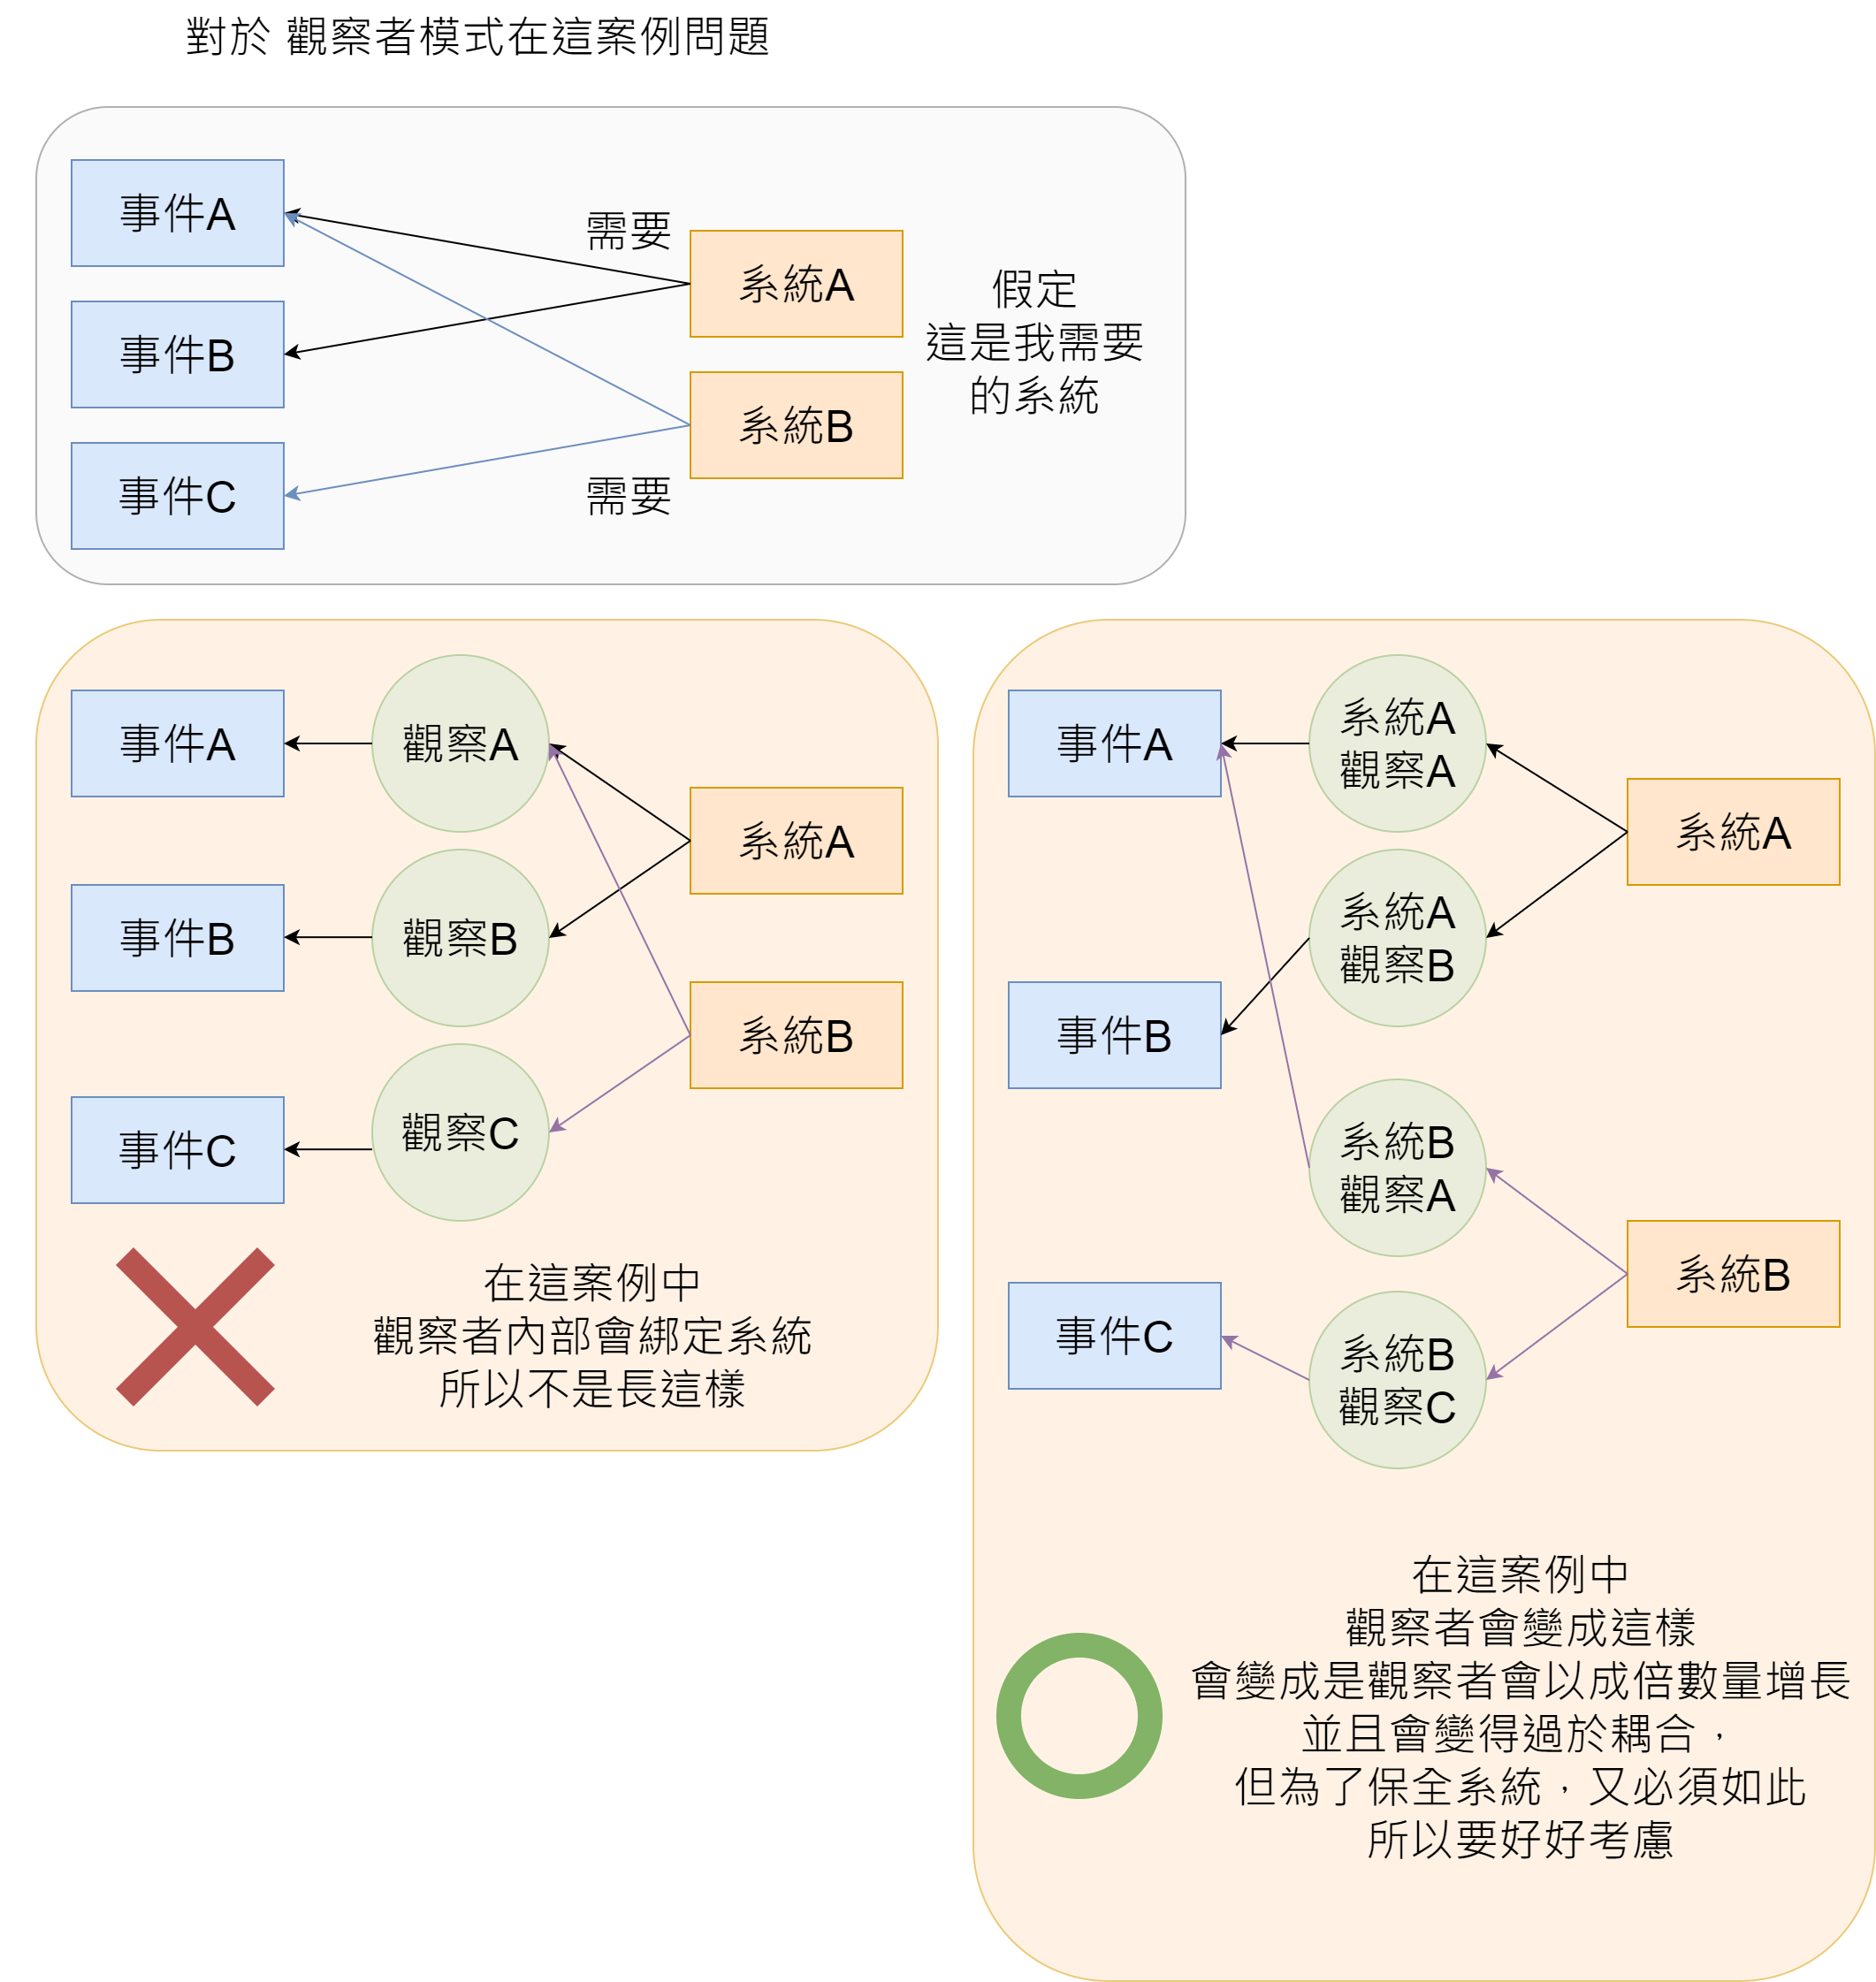 對於 觀察者模式在這案例問題
事件A
事件B
事件C
需要
需要
系統A
系統B
假定
這是我需要
的系統
事件A
事件B
事件C
觀察A
觀察B
觀察C
系統A
系統B
在這案例中
觀察者內部會綁定系統
所以不是長這樣
事件A
事件B
事件C
系統A
觀察A
系統A
觀察B
系統B
觀察A
系統B
觀察C
系統A
系統B
在這案例中
觀察者會變成這樣
會變成是觀察者會以成倍數量增長
並且會變得過於耦合，
但為了保全系統，又必須如此
所以要好好考慮